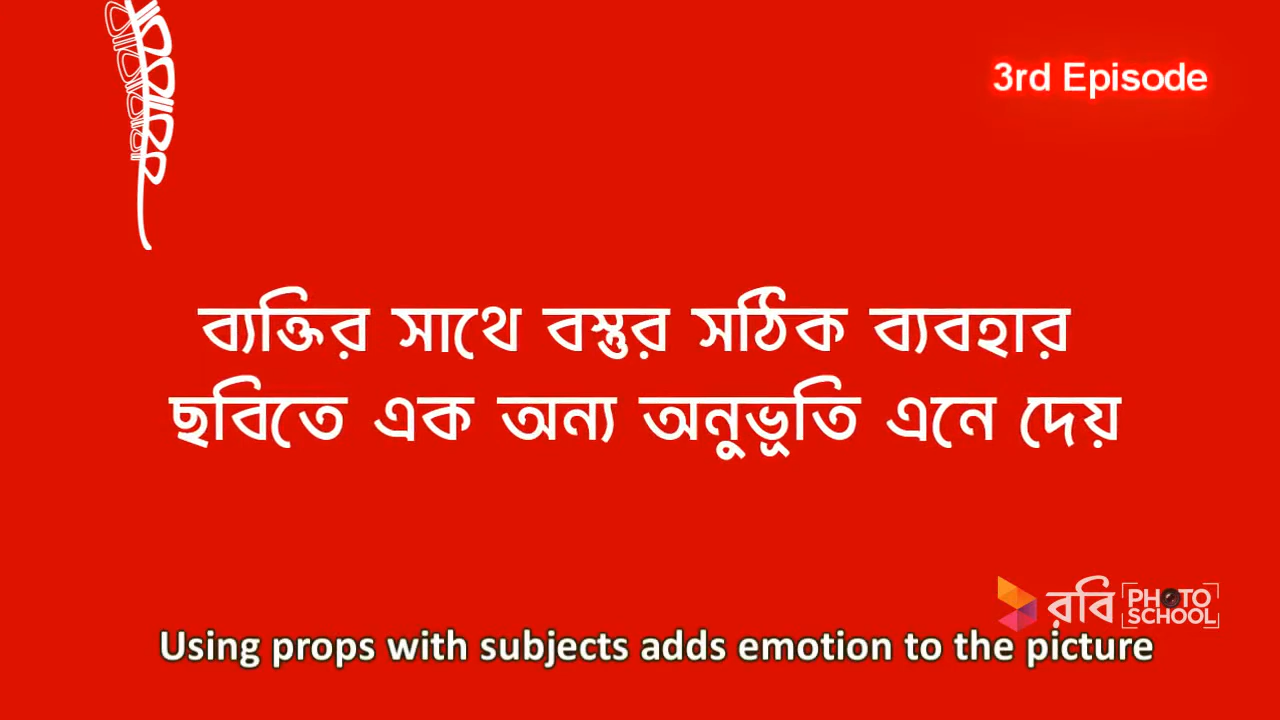 3rd Episode
ব্যক্তির সাথে বস্তুর সঠিক ব্যবহার
ছবিতে এক অন্য অনুভূতি এনে দেয়
রবি PHOTO SCHOOL
Using props with subjects adds emotion to the picture